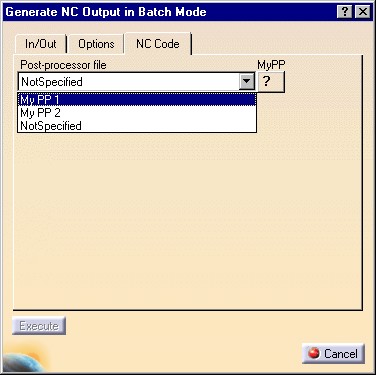 Generate NC Output in Batch Mode
In/Out Options NC Code
Post-processor file MyPP
NotSpecified ?
My PP 1
My PP 2
NotSpecified
Execute
Cancel